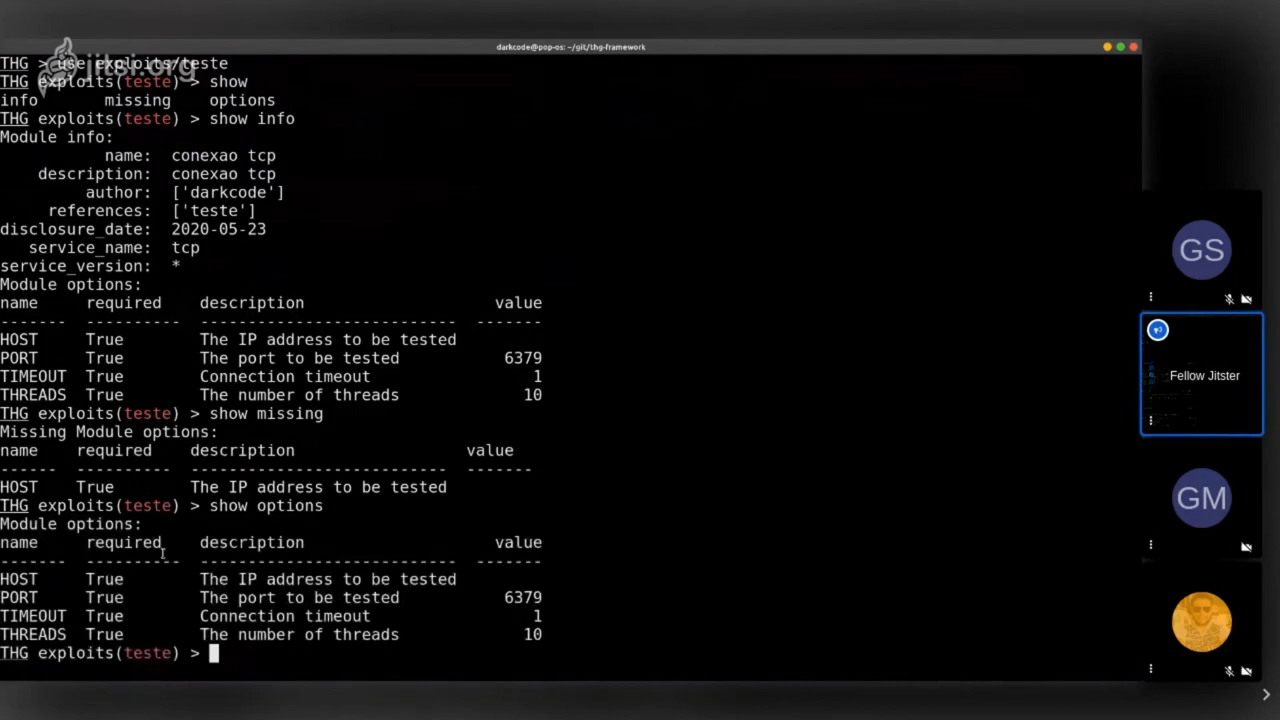 darkcode@pop-os: ~/git/thg-framework
jitsi.org
THG > use exploits/teste
THG exploits(teste) > show
info       missing    options
THG exploits(teste) > show info
Module info:
name:  conexao tcp
description:  conexao tcp
author:  ['darkcode']
references:  ['teste']
disclosure_date:  2020-05-23
service_name:  tcp
service_version:  *
Module options:
name     required    description                    value
-------  ----------  ---------------------------  -------
HOST     True        The IP address to be tested
PORT     True        The port to be tested           6379
TIMEOUT  True        Connection timeout                 1
THREADS  True        The number of threads             10
THG exploits(teste) > show missing
Missing Module options:
name    required    description                  value
------  ----------  ---------------------------  -------
HOST    True        The IP address to be tested
THG exploits(teste) > show options
Module options:
name     required    description                    value
-------  ----------  ---------------------------  -------
HOST     True        The IP address to be tested
PORT     True        The port to be tested           6379
TIMEOUT  True        Connection timeout                 1
THREADS  True        The number of threads             10
THG exploits(teste) >
GS
Fellow Jitster
GM